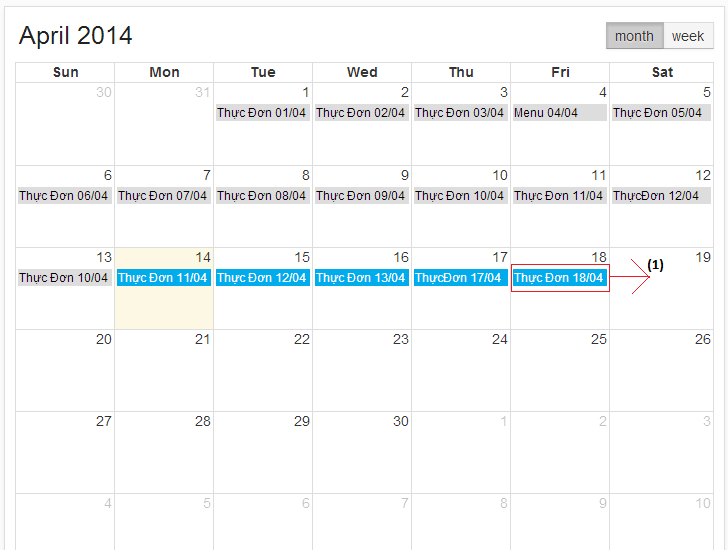 April 2014
month week
Sun Mon Tue Wed Thu Fri Sat
30 31 1 2 3 4 5
Thực Đơn 01/04 Thực Đơn 02/04 Thực Đơn 03/04 Menu 04/04 Thực Đơn 05/04
6 7 8 9 10 11 12
Thực Đơn 06/04 Thực Đơn 07/04 Thực Đơn 08/04 Thực Đơn 09/04 Thực Đơn 10/04 Thực Đơn 11/04 ThựcĐơn 12/04
13 14 15 16 17 18 (1) 19
Thực Đơn 10/04 Thực Đơn 11/04 Thực Đơn 12/04 Thực Đơn 13/04 ThựcĐơn 17/04 Thực Đơn 18/04
20 21 22 23 24 25 26
27 28 29 30 1 2 3
4 5 6 7 8 9 10